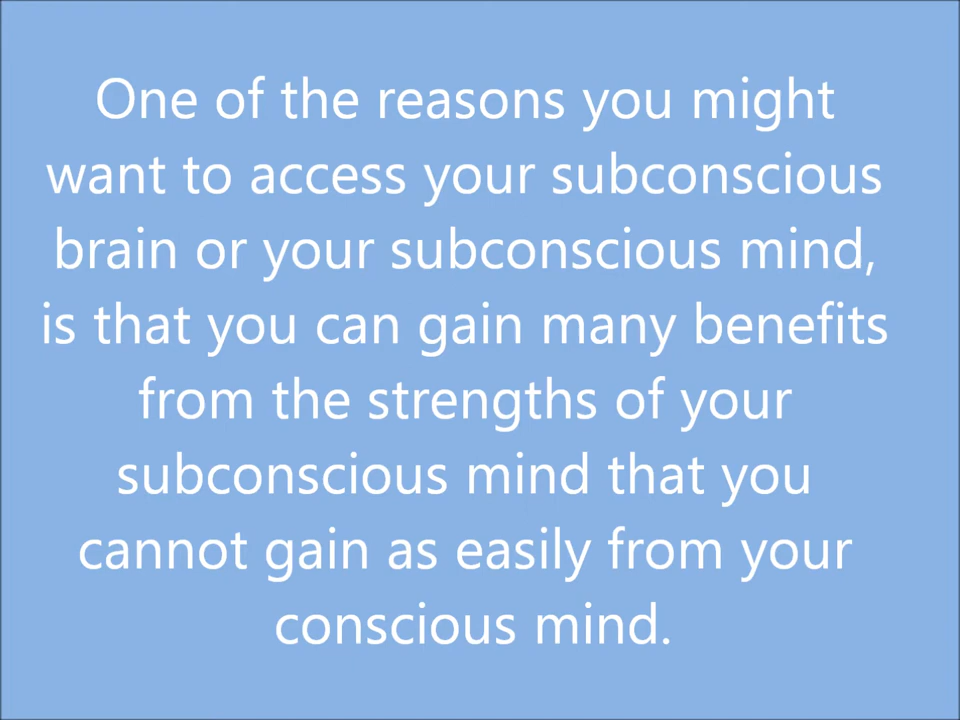 One of the reasons you might
want to access your subconscious
brain or your subconscious mind,
is that you can gain many benefits
from the strengths of your
subconscious mind that you
cannot gain as easily from your
conscious mind.